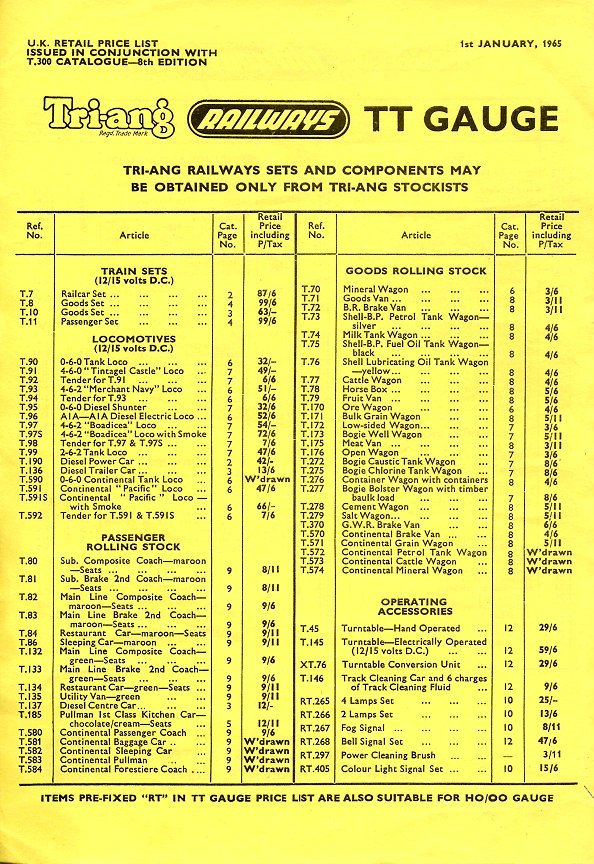 U.K. RETAIL PRICE LIST
ISSUED IN CONJUNCTION WITH
T.300 CATALOGUE—8th EDITION
1st JANUARY, 1965
Tri-ang
Regd. Trade Mark
RAILWAYS
TT GAUGE
TRI-ANG RAILWAYS SETS AND COMPONENTS MAY
BE OBTAINED ONLY FROM TRI-ANG STOCKISTS
Ref. No. Article Cat. Page No. Retail Price including P/Tax
TRAIN SETS
(12/15 volts D.C.)
T.7 Railcar Set ... ... ... ... 2 87/6
T.8 Goods Set ... ... ... ... 4 99/6
T.10 Goods Set ... ... ... ... 3 63/–
T.11 Passenger Set ... ... ... 4 99/6
LOCOMOTIVES
(12/15 volts D.C.)
T.90 0-6-0 Tank Loco ... ... ... 6 32/–
T.91 4-6-0 "Tintagel Castle" Loco ... 7 49/–
T.92 Tender for T.91 ... ... ... 7 6/6
T.93 4-6-2 "Merchant Navy" Loco ... 6 51/–
T.94 Tender for T.93 ... ... ... 6 6/6
T.95 0-6-0 Diesel Shunter ... ... 7 32/6
T.96 A1A—A1A Diesel Electric Loco ... 6 52/6
T.97 4-6-2 "Boadicea" Loco ... ... 7 54/–
T.97S 4-6-2 "Boadicea" Loco with Smoke 7 72/6
T.98 Tender for T.97 & T.97S ... ... 7 7/6
T.99 2-6-2 Tank Loco ... ... ... 7 47/6
T.190 Diesel Power Car ... ... ... 2 42/–
T.136 Diesel Trailer Car ... ... ... 3 13/6
T.590 0-6-0 Continental Tank Loco ... 6 W'drawn
T.591 Continental "Pacific" Loco ... 6 47/6
T.591S Continental "Pacific" Loco —
with Smoke ... ... ... 6 66/–
T.592 Tender for T.591 & T.591S ... 6 7/6
PASSENGER
ROLLING STOCK
T.80 Sub. Composite Coach—maroon
—Seats ... ... ... ... 9 8/11
T.81 Sub. Brake 2nd Coach—maroon
—Seats ... ... ... ... 9 8/11
T.82 Main Line Composite Coach—
maroon—Seats ... ... ... 9 9/6
T.83 Main Line Brake 2nd Coach—
maroon—Seats ... ... ... 9 9/6
T.84 Restaurant Car—maroon—Seats 9 9/11
T.86 Sleeping Car—maroon ... ... 9 9/11
T.132 Main Line Composite Coach—
green—Seats ... ... ... 9 9/6
T.133 Main Line Brake 2nd Coach—
green—Seats ... ... ... 9 9/6
T.134 Restaurant Car—green—Seats ... 9 9/11
T.135 Utility Van—green ... ... ... 9 9/11
T.137 Diesel Centre Car... ... ... 3 12/–
T.185 Pullman 1st Class Kitchen Car—
chocolate/cream—Seats ... 5 12/11
T.580 Continental Passenger Coach ... 9 9/6
T.581 Continental Baggage Car .. ... 9 W'drawn
T.582 Continental Sleeping Car ... 9 W'drawn
T.583 Continental Pullman ... ... 9 W'drawn
T.584 Continental Forestiere Coach ... 9 W'drawn
Ref. No. Article Cat. Page No. Retail Price including P/Tax
GOODS ROLLING STOCK
T.70 Mineral Wagon ... ... ... 6 3/6
T.71 Goods Van ... ... ... ... 8 3/11
T.72 B.R. Brake Van ... ... ... 8 3/11
T.73 Shell-B.P. Petrol Tank Wagon—
silver ... ... ... ... 8 4/6
T.74 Milk Tank Wagon ... ... ... 8 4/6
T.75 Shell-B.P. Fuel Oil Tank Wagon—
black ... ... ... ... 8 4/6
T.76 Shell Lubricating Oil Tank Wagon
—yellow... ... ... ... 8 4/6
T.77 Cattle Wagon ... ... ... 8 4/6
T.78 Horse Box ... ... ... ... 8 5/6
T.79 Fruit Van ... ... ... ... 8 5/6
T.170 Ore Wagon ... ... ... ... 6 4/6
T.171 Bulk Grain Wagon ... ... 8 5/11
T.172 Low-sided Wagon... ... ... 7 3/6
T.173 Bogie Well Wagon ... ... 7 5/11
T.175 Meat Van ... ... ... ... 8 3/11
T.176 Open Wagon ... ... ... 7 3/6
T.272 Bogie Caustic Tank Wagon ... 7 8/6
T.275 Bogie Chlorine Tank Wagon ... 7 8/6
T.276 Container Wagon with containers 8 4/6
T.277 Bogie Bolster Wagon with timber
baulk load ... ... ... 7 8/6
T.278 Cement Wagon ... ... ... 8 5/11
T.279 Salt Wagon... ... ... ... 8 5/11
T.370 G.W.R. Brake Van ... ... 8 6/6
T.570 Continental Brake Van ... ... 8 4/6
T.571 Continental Grain Wagon ... 8 5/11
T.572 Continental Petrol Tank Wagon 8 W'drawn
T.573 Continental Cattle Wagon ... 8 W'drawn
T.574 Continental Mineral Wagon ... 8 W'drawn
OPERATING
ACCESSORIES
T.45 Turntable—Hand Operated ... 12 29/6
T.145 Turntable—Electrically Operated
(12/15 volts D.C.) ... ... 12 59/6
XT.76 Turntable Conversion Unit ... 12 29/6
T.146 Track Cleaning Car and 6 charges
of Track Cleaning Fluid ... 12 9/6
RT.265 4 Lamps Set ... ... ... 10 25/–
RT.266 2 Lamps Set ... ... ... 10 13/6
RT.267 Fog Signal ... ... ... ... 10 8/11
RT.268 Bell Signal Set ... ... ... 12 47/6
RT.297 Power Cleaning Brush ... ... — 3/11
RT.405 Colour Light Signal Set ... ... 10 15/6
ITEMS PRE-FIXED "RT" IN TT GAUGE PRICE LIST ARE ALSO SUITABLE FOR HO/OO GAUGE